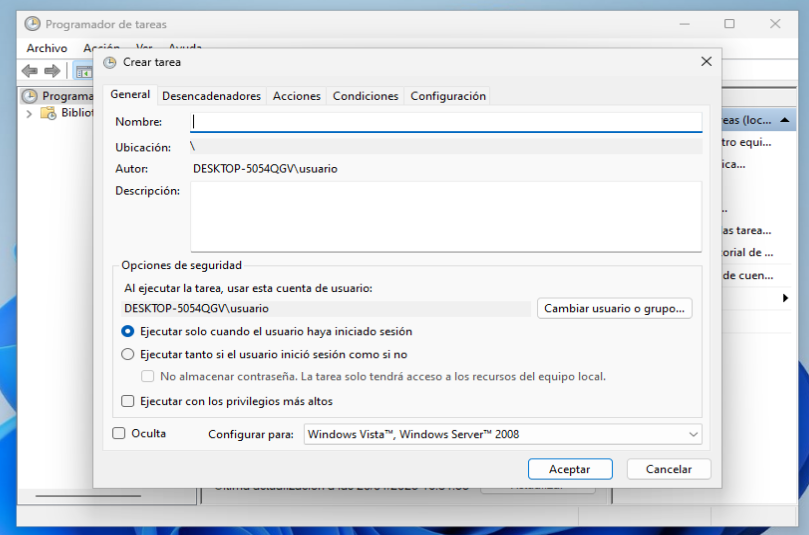 Programador de tareas
Archivo Acción Ver Ayuda
Crear tarea
Programa
Bibliot
General Desencadenadores Acciones Condiciones Configuración
Nombre:
Ubicación: \
Autor: DESKTOP-5054QGV\usuario
Descripción:
Opciones de seguridad
Al ejecutar la tarea, usar esta cuenta de usuario:
DESKTOP-5054QGV\usuario Cambiar usuario o grupo...
Ejecutar solo cuando el usuario haya iniciado sesión
Ejecutar tanto si el usuario inició sesión como si no
No almacenar contraseña. La tarea solo tendrá acceso a los recursos del equipo local.
Ejecutar con los privilegios más altos
Oculta Configurar para: Windows Vista™, Windows Server™ 2008
Aceptar Cancelar
eas (loc...
tro equi...
ica...
..
as tarea...
orial de ...
de cuen...